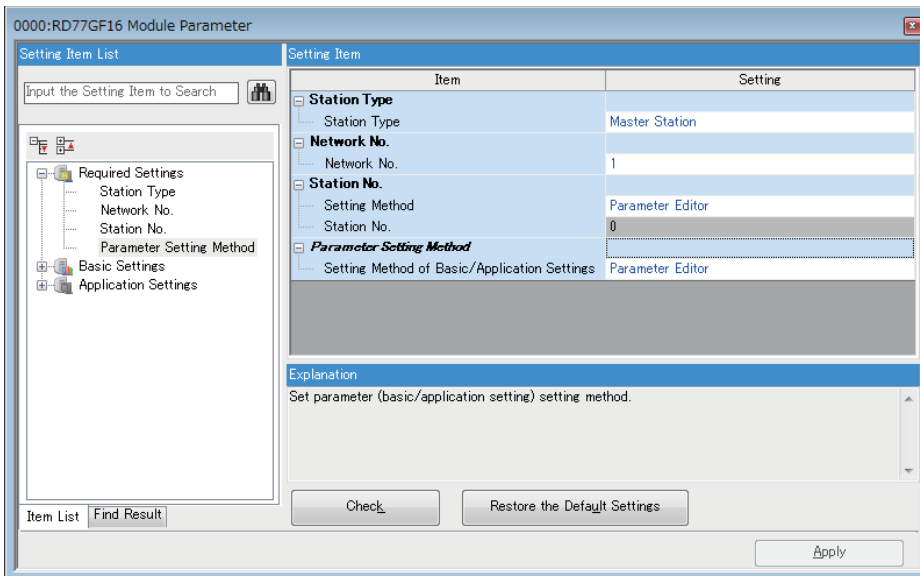 0000:RD77GF16 Module Parameter
Setting Item List
Input the Setting Item to Search
Required Settings
Station Type
Network No.
Station No.
Parameter Setting Method
Basic Settings
Application Settings
Item List
Find Result
Setting Item
Item Setting
Station Type
Station Type Master Station
Network No.
Network No. 1
Station No.
Setting Method Parameter Editor
Station No. 0
Parameter Setting Method
Setting Method of Basic/Application Settings Parameter Editor
Explanation
Set parameter (basic/application setting) setting method.
Check
Restore the Default Settings
Apply